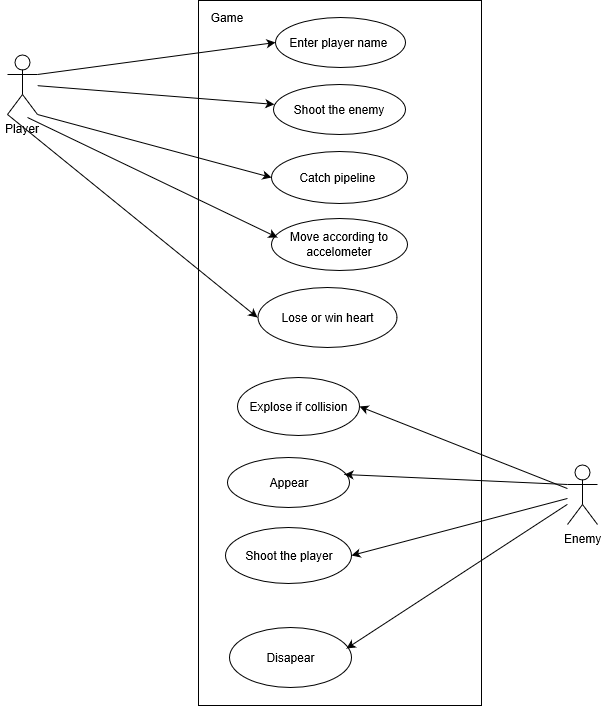 Game
Enter player name
Shoot the enemy
Player
Catch pipeline
Move according to
accelometer
Lose or win heart
Explose if collision
Appear
Enemy
Shoot the player
Disapear